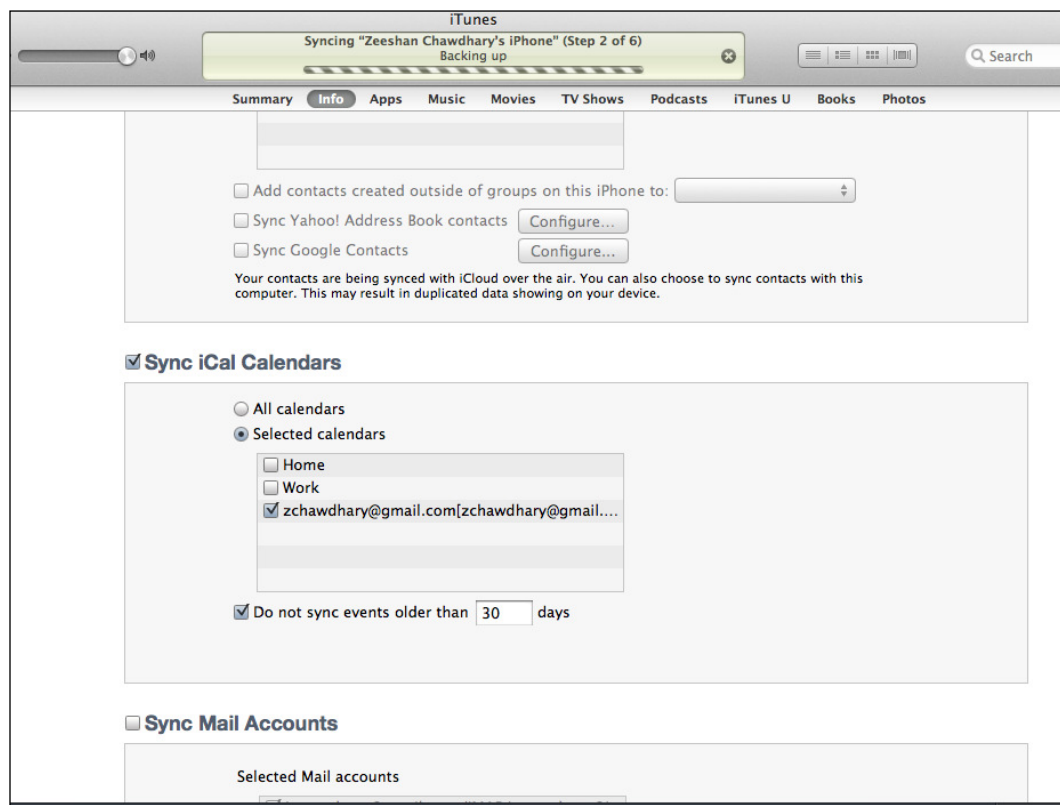 iTunes
Syncing “Zeeshan Chawdhary's iPhone” (Step 2 of 6)
Backing up
Search
Summary Info Apps Music Movies TV Shows Podcasts iTunes U Books Photos
Add contacts created outside of groups on this iPhone to:
Sync Yahoo! Address Book contacts Configure...
Sync Google Contacts Configure...
Your contacts are being synced with iCloud over the air. You can also choose to sync contacts with this
computer. This may result in duplicated data showing on your device.
Sync iCal Calendars
All calendars
Selected calendars
Home
Work
zchawdhary@gmail.com[zchawdhary@gmail....
Do not sync events older than 30 days
Sync Mail Accounts
Selected Mail accounts